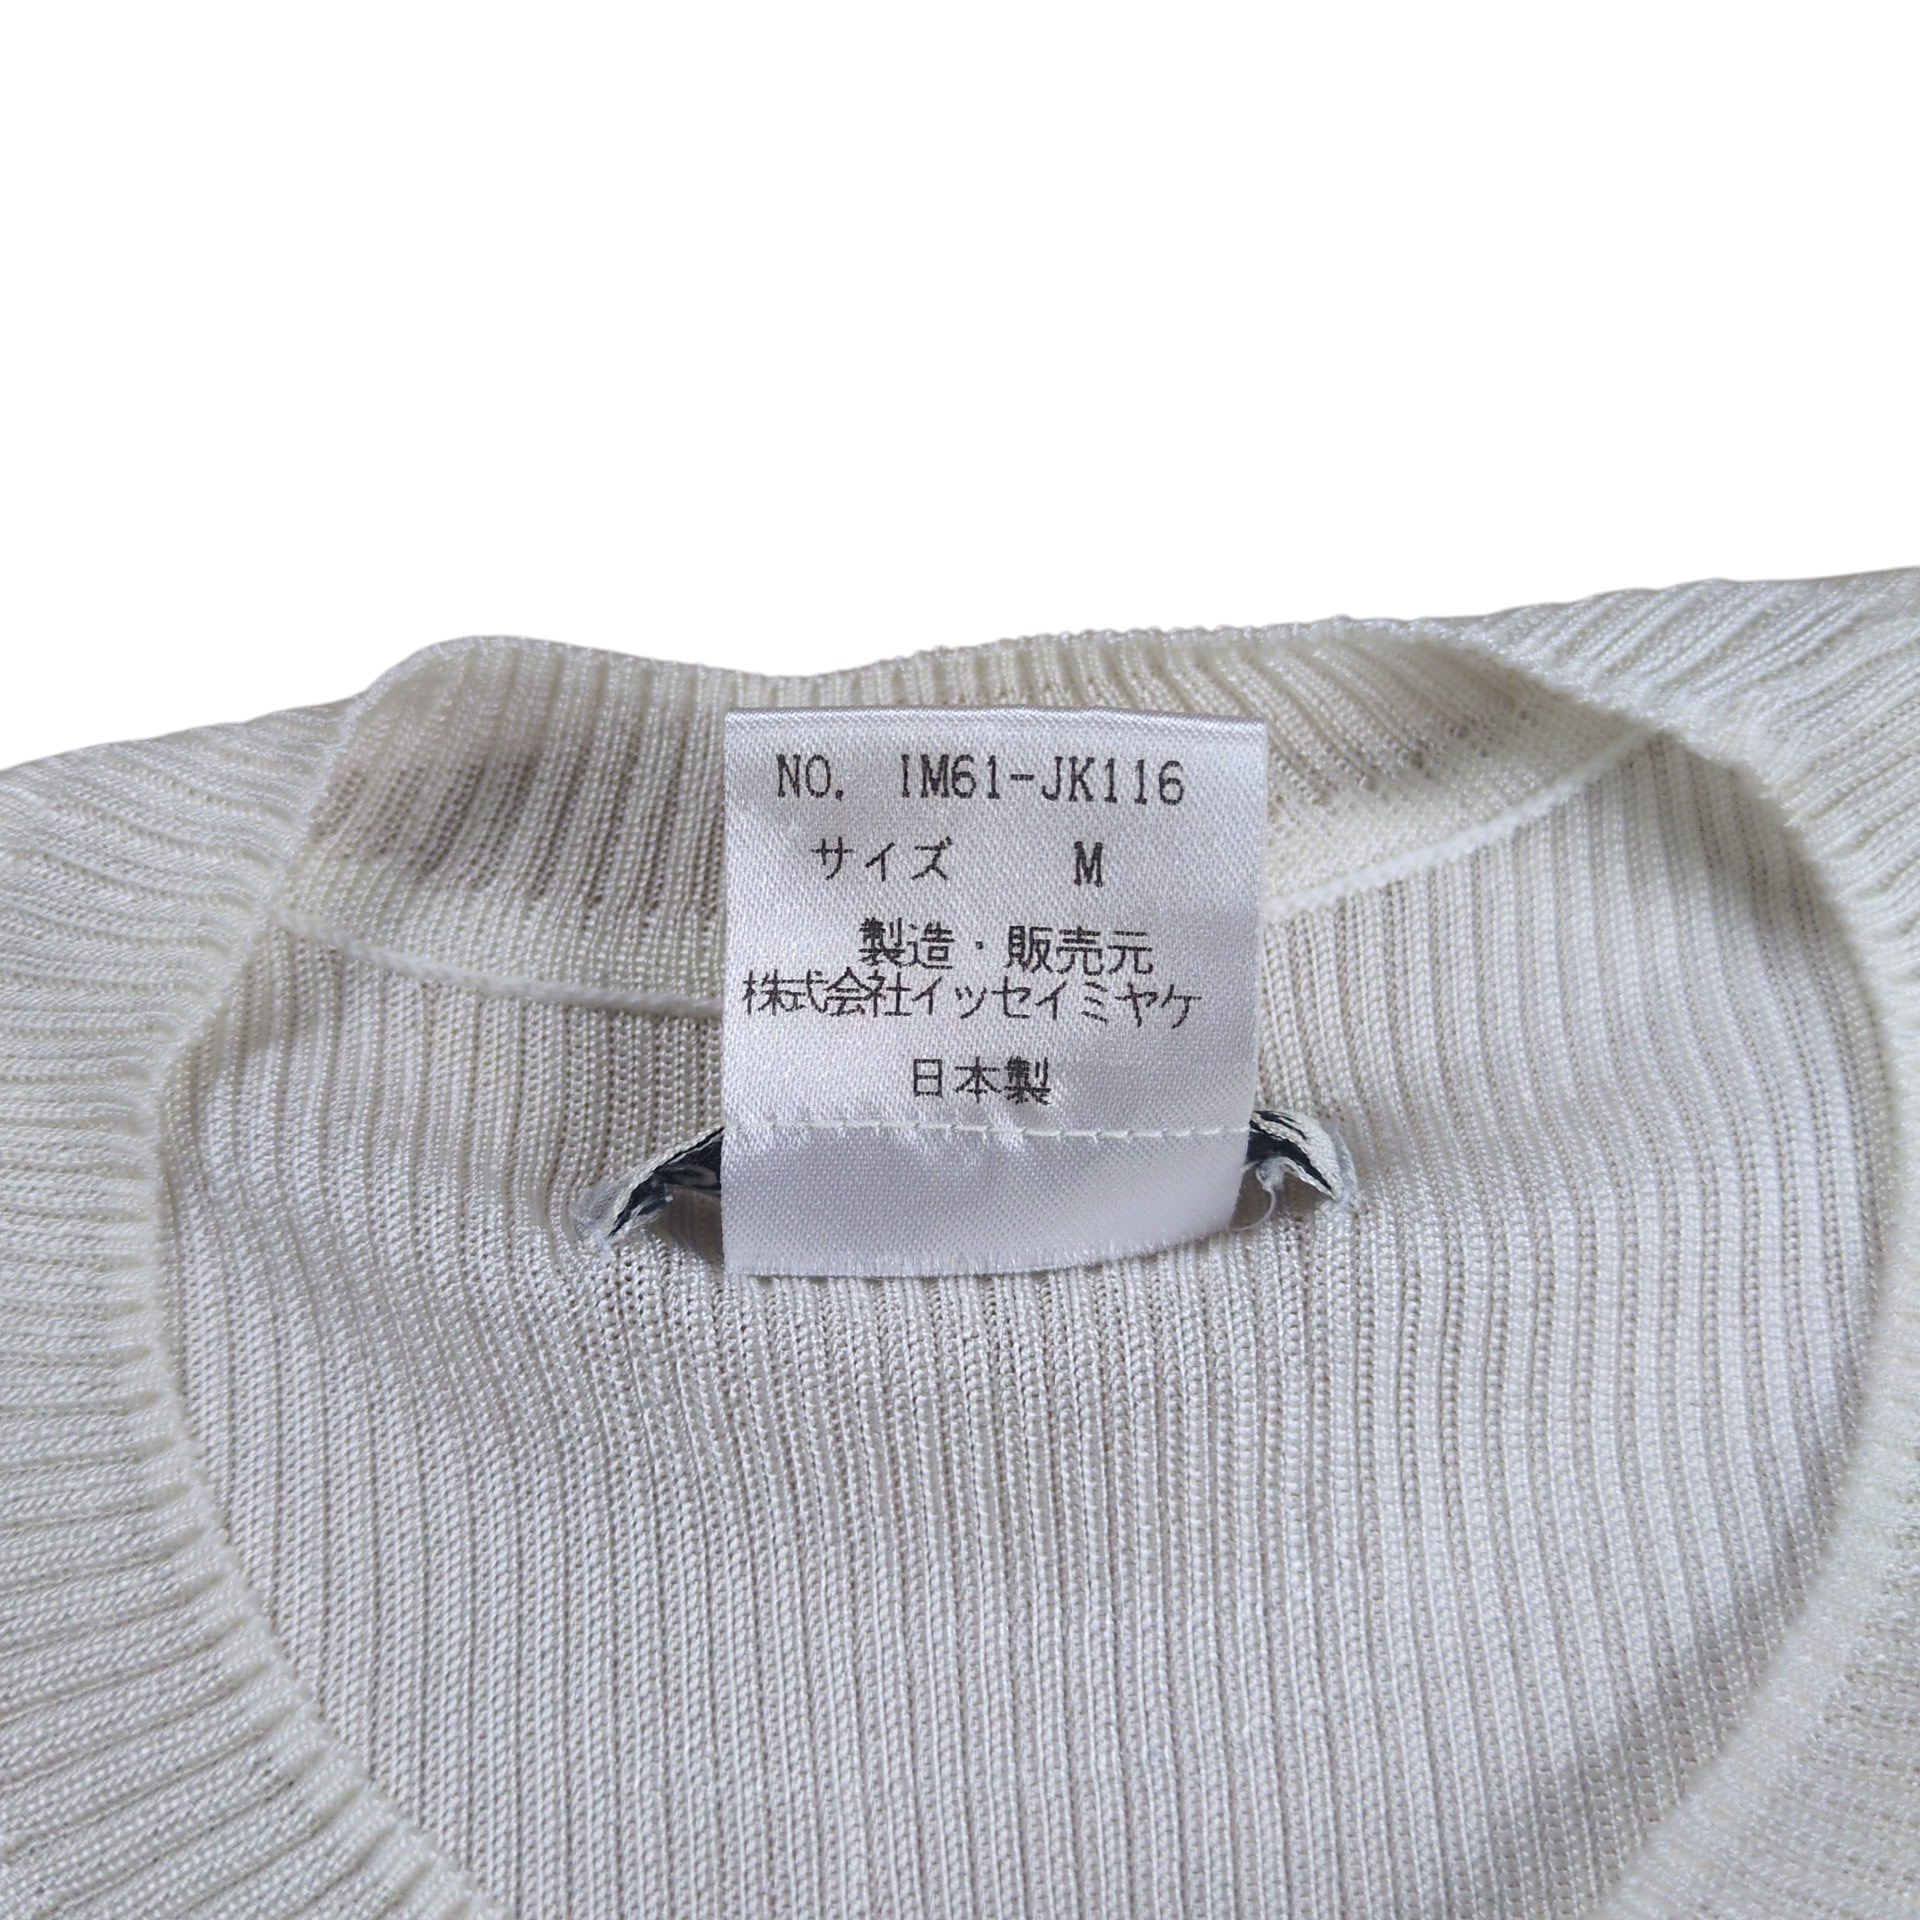 NO. IM61-JK116
サイズ M
製造・販売元
株式会社イッセイミヤケ
日本製